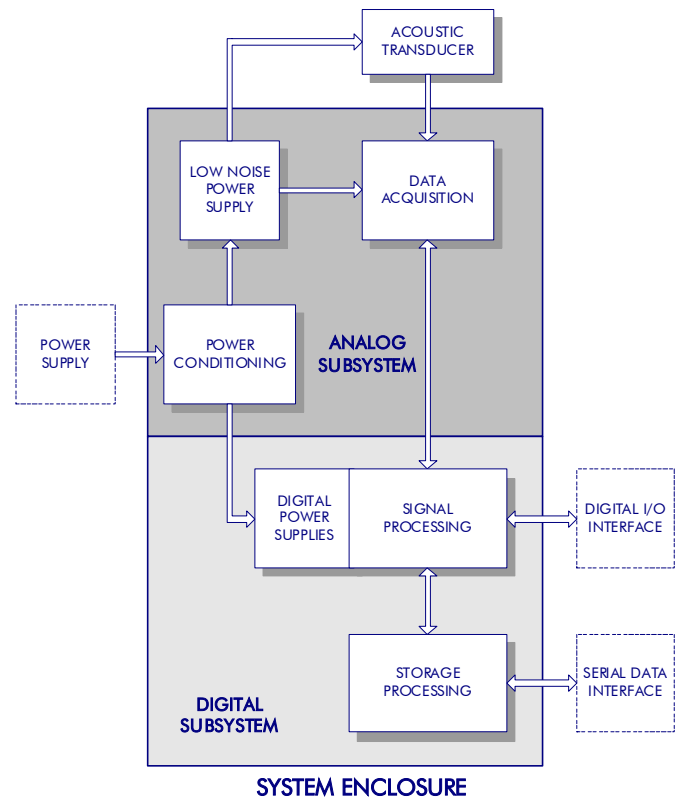 ACOUSTIC
TRANSDUCER
LOW NOISE
POWER
SUPPLY
DATA
ACQUISITION
POWER
SUPPLY
POWER
CONDITIONING
ANALOG
SUBSYSTEM
DIGITAL
POWER
SUPPLIES
SIGNAL
PROCESSING
DIGITAL I/O
INTERFACE
STORAGE
PROCESSING
SERIAL DATA
INTERFACE
DIGITAL
SUBSYSTEM
SYSTEM ENCLOSURE